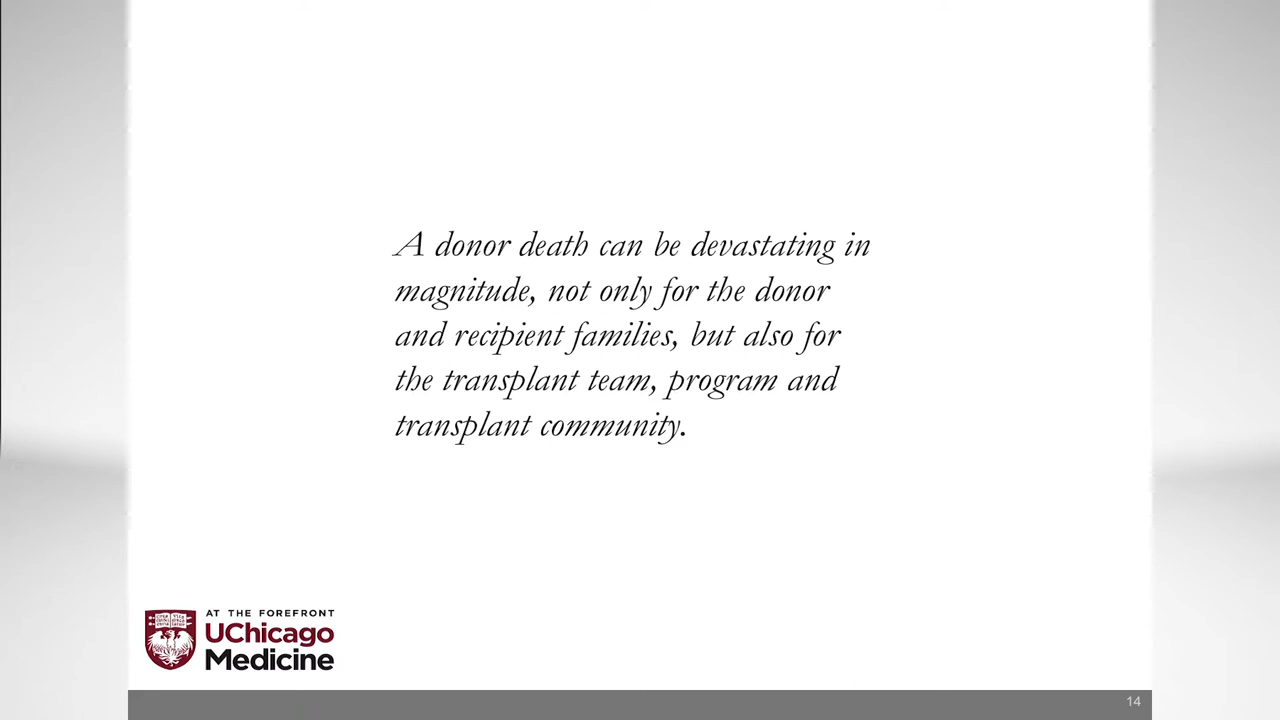 A donor death can be devastating in
magnitude, not only for the donor
and recipient families, but also for
the transplant team, program and
transplant community.
AT THE FOREFRONT
UChicago
Medicine
14